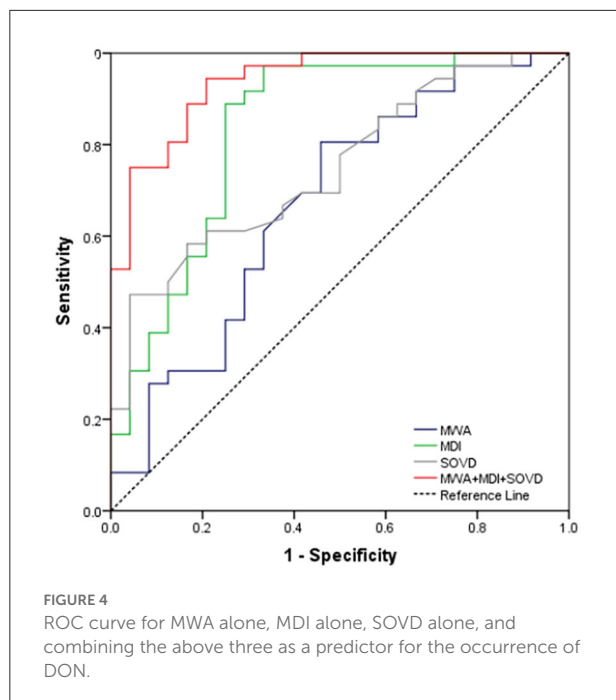 0
0.8
0.6
0.4
0.2
0.0
Sensitivity
MWA
MDI
SOVD
MWA+MDI+SOVD
Reference Line
0.0 0.2 0.4 0.6 0.8 1.0
1 - Specificity
FIGURE 4
ROC curve for MWA alone, MDI alone, SOVD alone, and
combining the above three as a predictor for the occurrence of
DON.